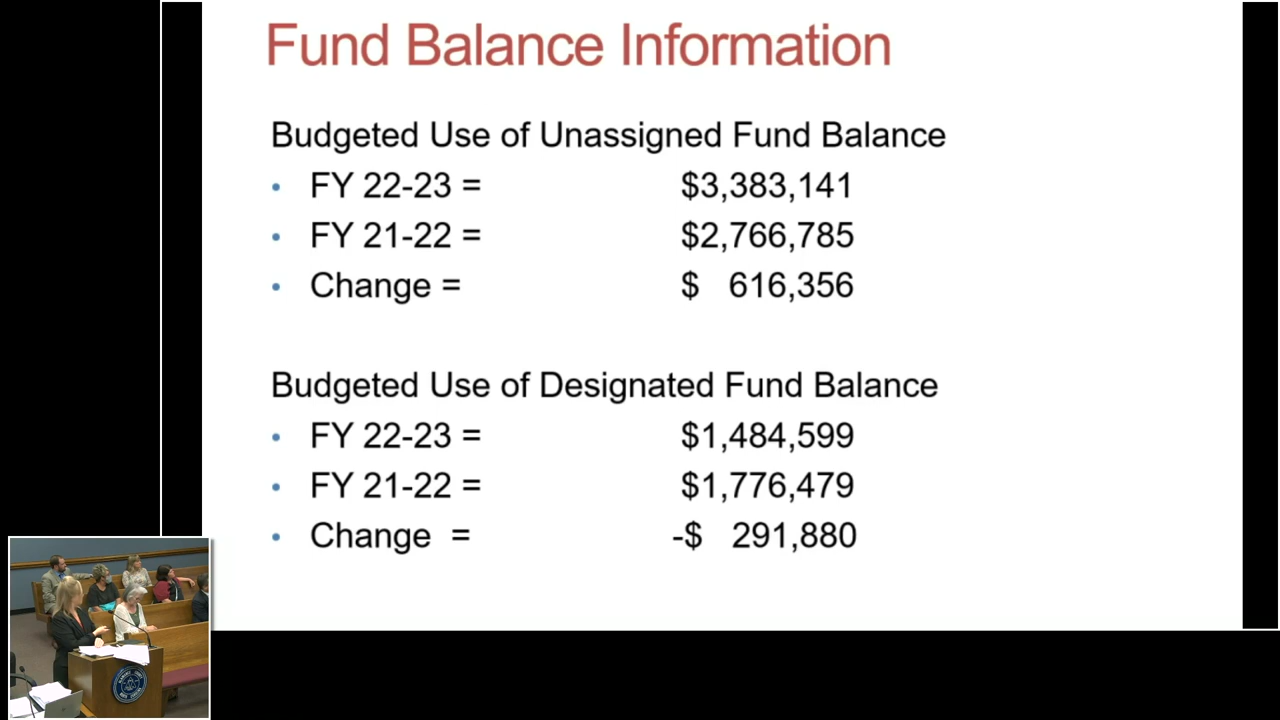 Fund Balance Information
Budgeted Use of Unassigned Fund Balance
• FY 22-23 = $3,383,141
• FY 21-22 = $2,766,785
• Change = $ 616,356
Budgeted Use of Designated Fund Balance
• FY 22-23 = $1,484,599
• FY 21-22 = $1,776,479
• Change = -$ 291,880